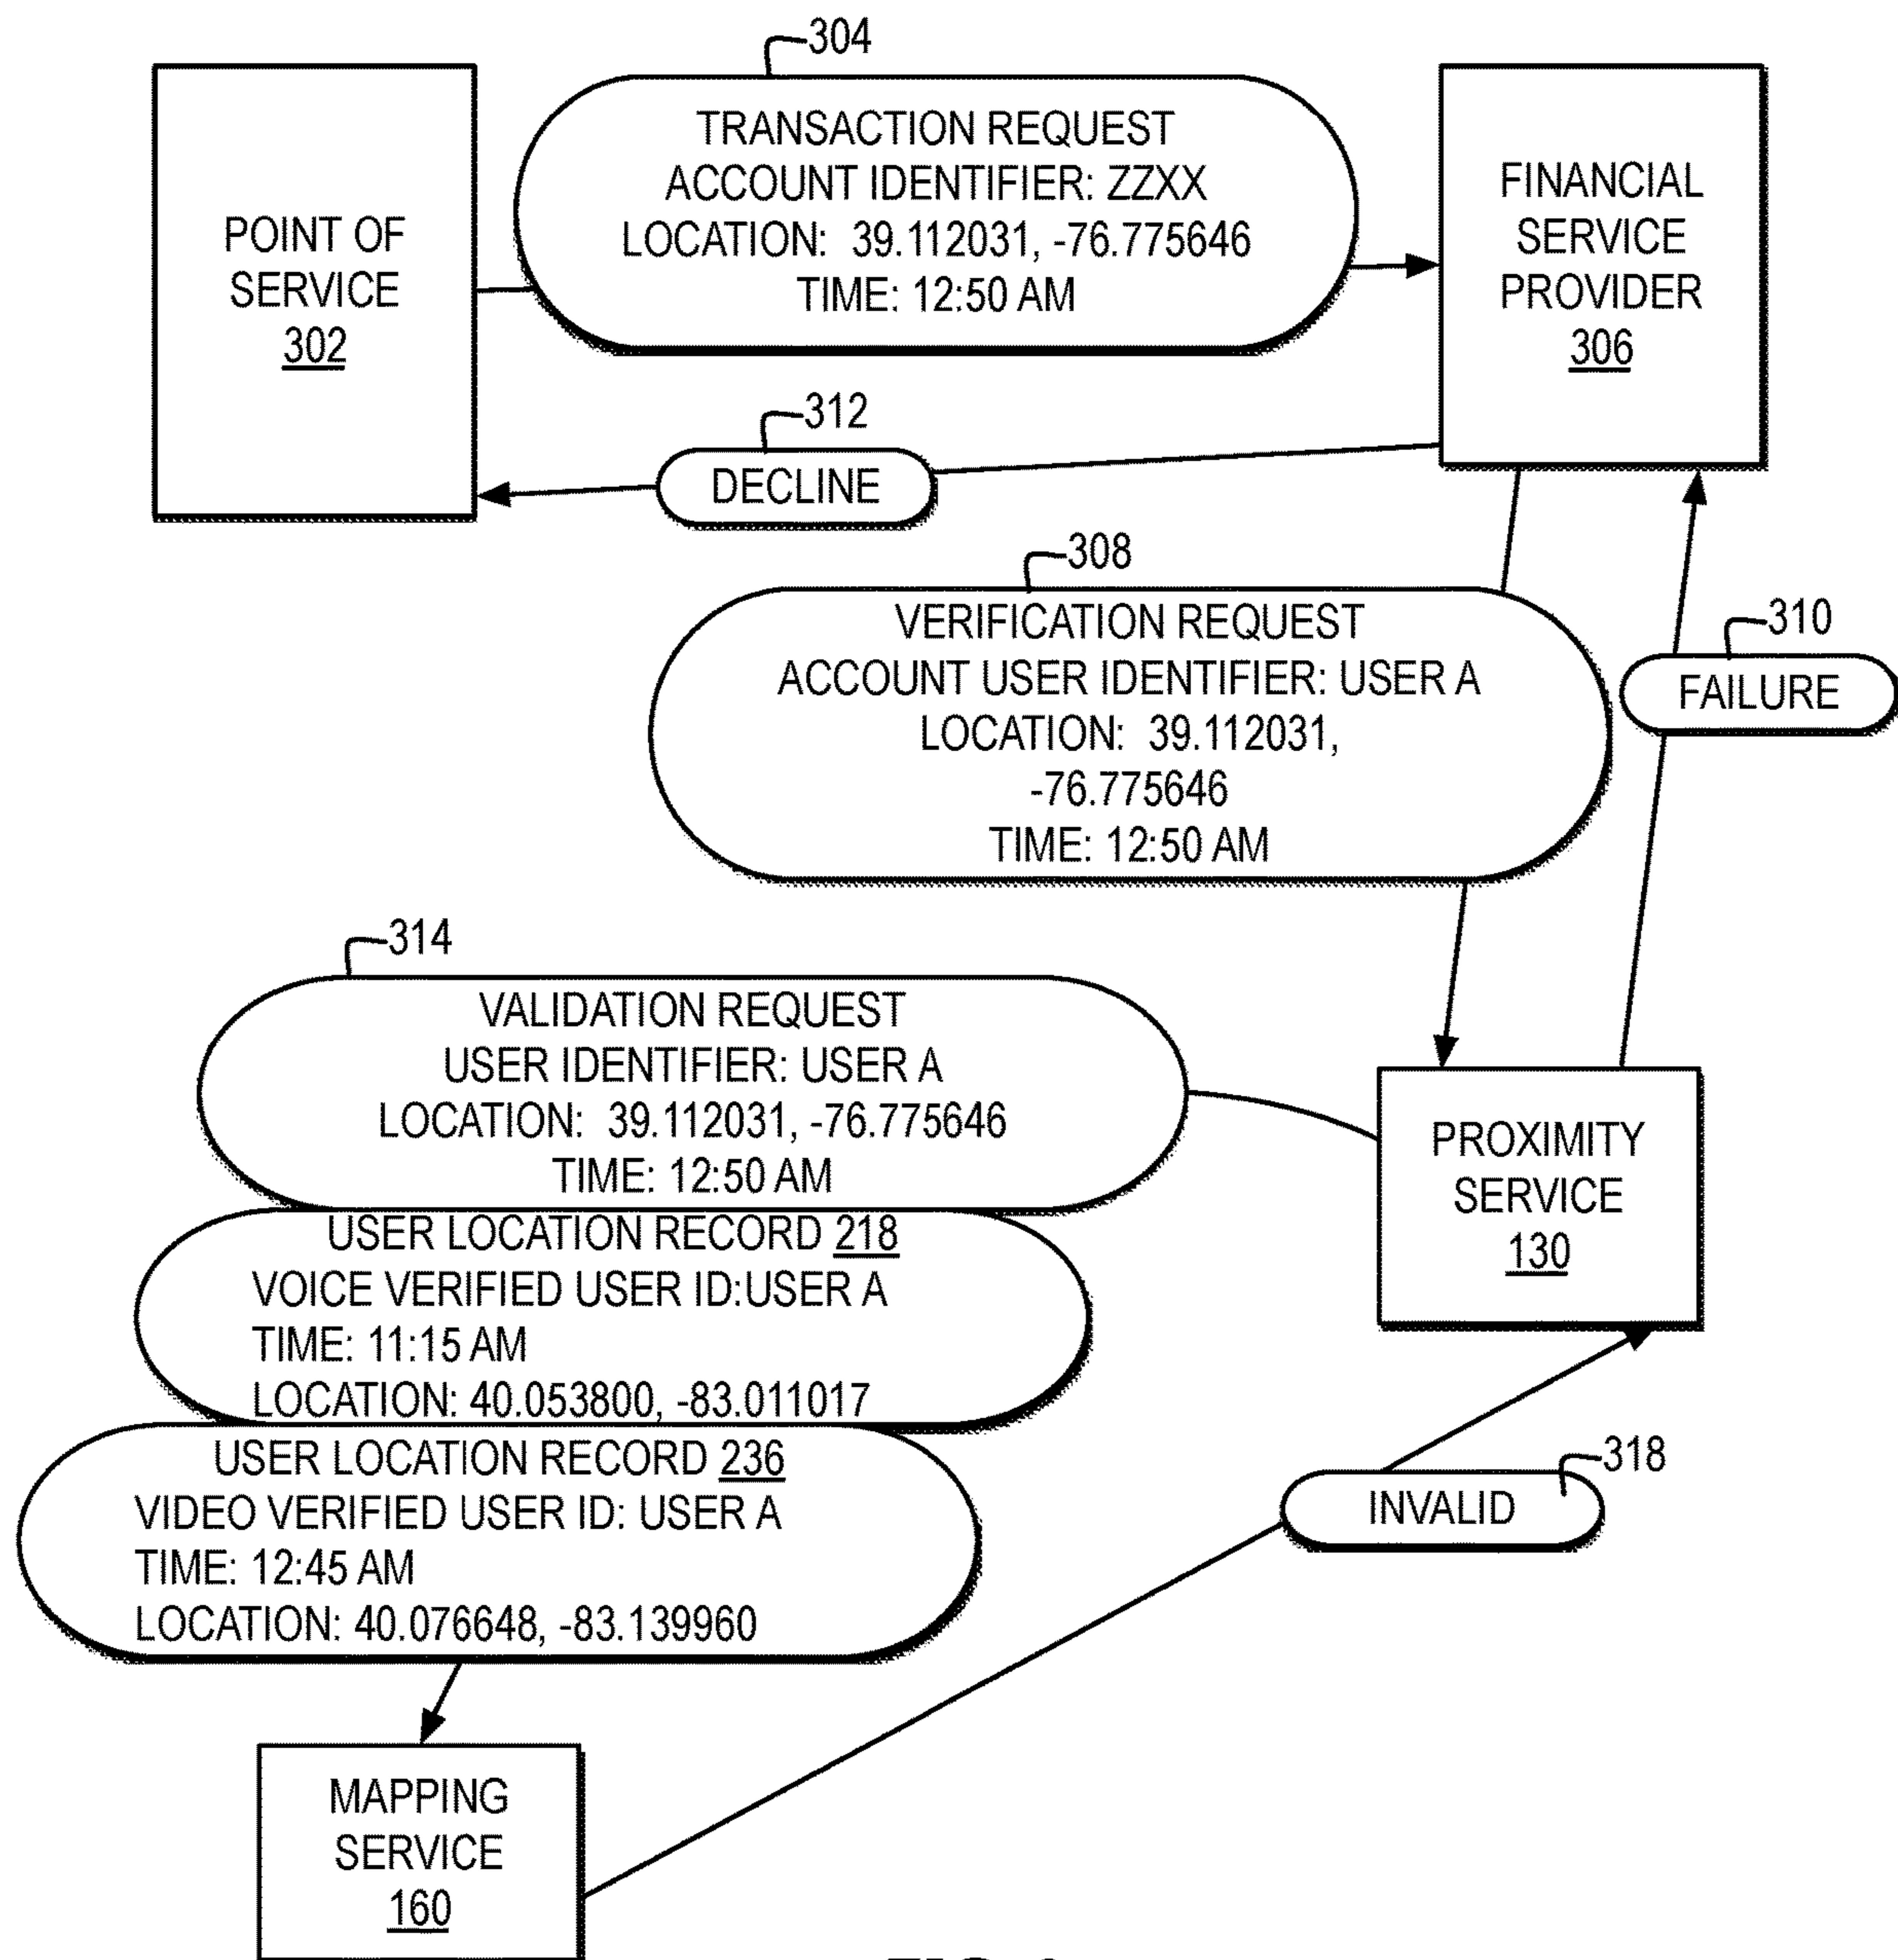 304
TRANSACTION REQUEST
ACCOUNT IDENTIFIER: ZZXX
LOCATION: 39.112031, -76.775646
TIME: 12:50 AM
POINT OF
SERVICE
302
FINANCIAL
SERVICE
PROVIDER
306
312
DECLINE
308
VERIFICATION REQUEST
ACCOUNT USER IDENTIFIER: USER A
LOCATION: 39.112031,
-76.775646
TIME: 12:50 AM
310
FAILURE
314
VALIDATION REQUEST
USER IDENTIFIER: USER A
LOCATION: 39.112031, -76.775646
TIME: 12:50 AM
PROXIMITY
SERVICE
130
USER LOCATION RECORD 218
VOICE VERIFIED USER ID:USER A
TIME: 11:15 AM
LOCATION: 40.053800, -83.011017
USER LOCATION RECORD 236
VIDEO VERIFIED USER ID: USER A
TIME: 12:45 AM
LOCATION: 40.076648, -83.139960
318
INVALID
MAPPING
SERVICE
160